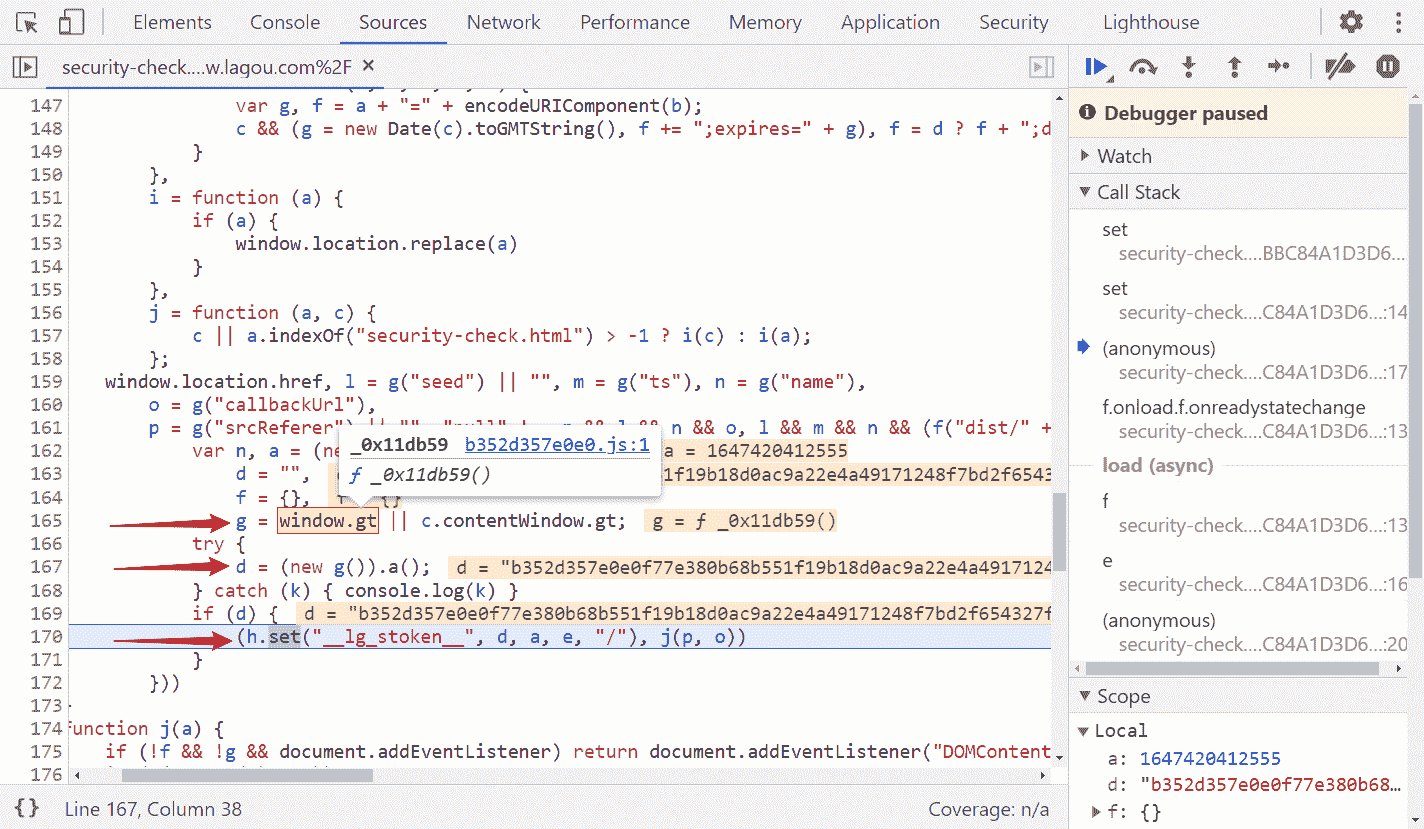 Elements Console Sources Network Performance Memory Application Security Lighthouse
security-check....w.lagou.com%2F ×
147 var g, f = a + "=" + encodeURIComponent(b);
148 c && (g = new Date(c).toGMTString(), f += ";expires=" + g), f = d ? f + ";d
149 }
150 },
151 i = function (a) {
152 if (a) {
153 window.location.replace(a)
154 }
155 },
156 j = function (a, c) {
157 c || a.indexOf("security-check.html") > -1 ? i(c) : i(a);
158 };
159 window.location.href, l = g("seed") || "", m = g("ts"), n = g("name"),
160 o = g("callbackUrl"),
161 p = g("srcReferer") n && o, l && m && n && (f("dist/" +
162 var n, a = (ne a = 1647420412555
163 d = "", 1f19b18d0ac9a22e4a49171248f7bd2f6543
164 f = {},
165 g = window.gt || c.contentWindow.gt; g = ƒ _0x11db59()
166 try {
167 d = (new g()).a(); d = "b352d357e0e0f77e380b68b551f19b18d0ac9a22e4a4917124
168 } catch (k) { console.log(k) }
169 if (d) { d = "b352d357e0e0f77e380b68b551f19b18d0ac9a22e4a49171248f7bd2f654327f
170 (h.set("__lg_stoken__", d, a, e, "/"), j(p, o))
171 }
172 }))
173
174 function j(a) {
175 if (!f && !g && document.addEventListener) return document.addEventListener("DOMContent
176
_0x11db59 b352d357e0e0.js:1
ƒ _0x11db59()
{} Line 167, Column 38 Coverage: n/a
Debugger paused
Watch
Call Stack
set
security-check....BBC84A1D3D6...
set
security-check....C84A1D3D6...:14
(anonymous)
security-check....C84A1D3D6...:17
f.onload.f.onreadystatechange
security-check....C84A1D3D6...:13
load (async)
f
security-check....C84A1D3D6...:13
e
security-check....C84A1D3D6...:16
(anonymous)
security-check....C84A1D3D6...:20
Scope
Local
a: 1647420412555
d: "b352d357e0e0f77e380b68...
f: {}